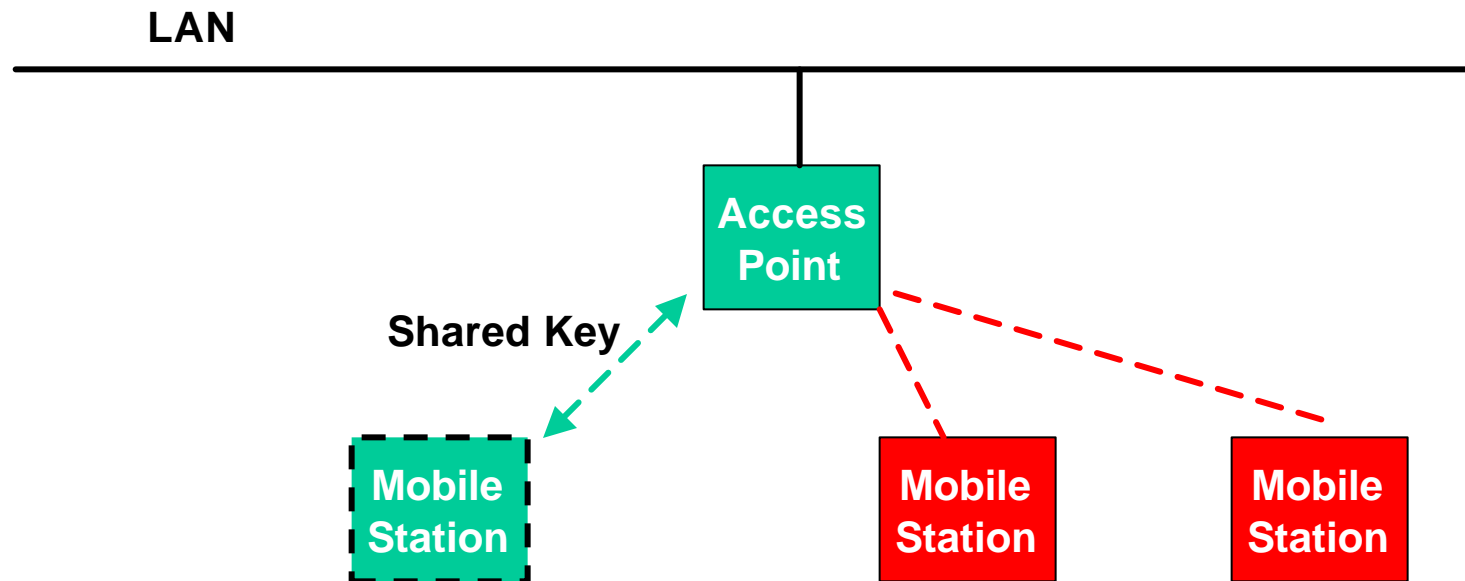 LAN
Access
Point
Shared Key
Mobile
Station
Mobile
Station
Mobile
Station